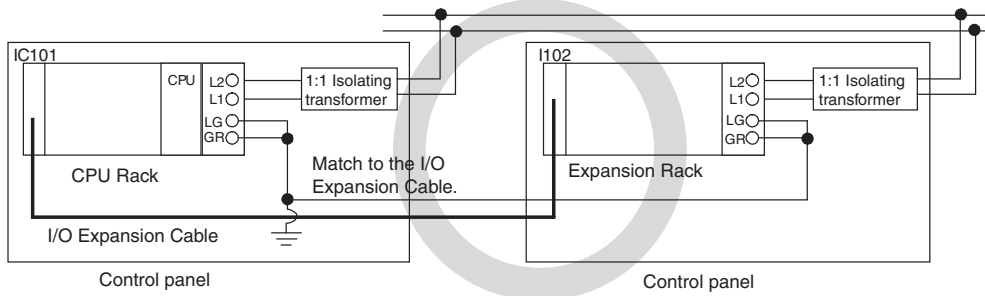 IC101
CPU
L2
L1
LG
GR
1:1 Isolating
transformer
CPU Rack
I/O Expansion Cable
Control panel
Match to the I/O
Expansion Cable.
I102
L2
L1
LG
GR
1:1 Isolating
transformer
Expansion Rack
Control panel